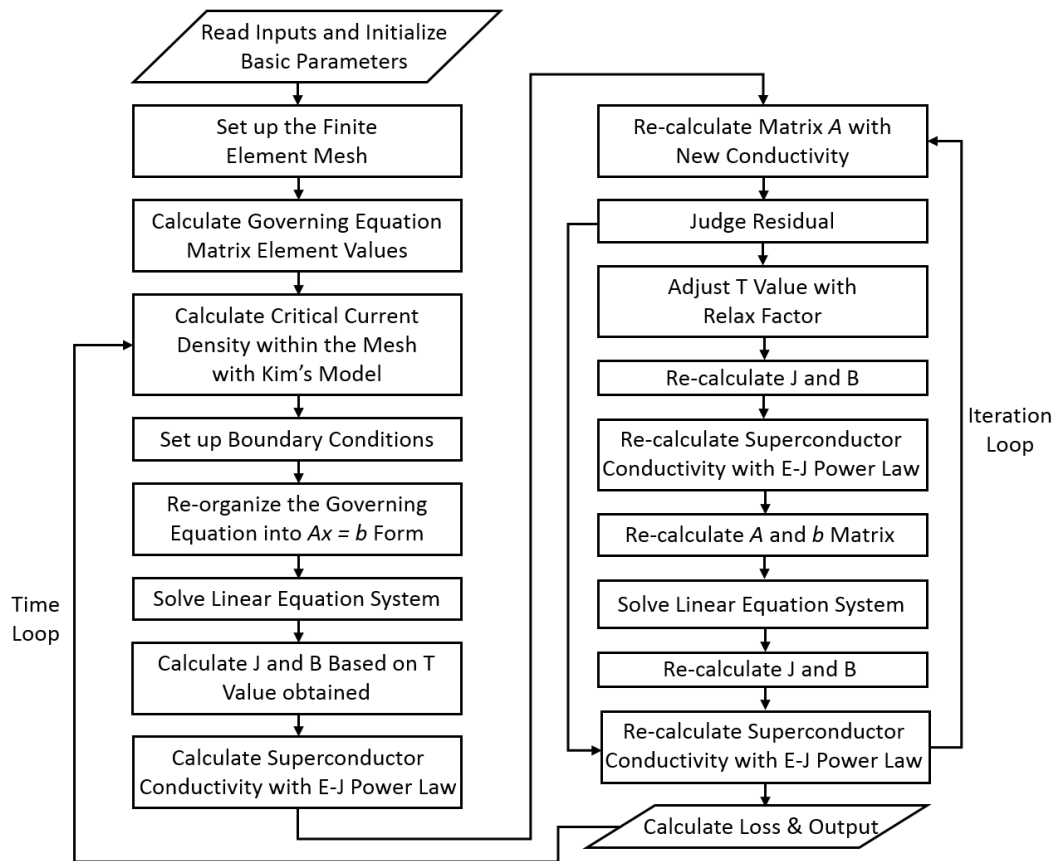 Read Inputs and Initialize
Basic Parameters
Set up the Finite
Element Mesh
Calculate Governing Equation
Matrix Element Values
Calculate Critical Current
Density within the Mesh
with Kim's Model
Set up Boundary Conditions
Re-organize the Governing
Equation into Ax = b Form
Solve Linear Equation System
Calculate J and B Based on T
Value obtained
Calculate Superconductor
Conductivity with E-J Power Law
Time
Loop
Re-calculate Matrix A with
New Conductivity
Judge Residual
Adjust T Value with
Relax Factor
Re-calculate J and B
Re-calculate Superconductor
Conductivity with E-J Power Law
Re-calculate A and b Matrix
Solve Linear Equation System
Re-calculate J and B
Re-calculate Superconductor
Conductivity with E-J Power Law
Calculate Loss & Output
Iteration
Loop